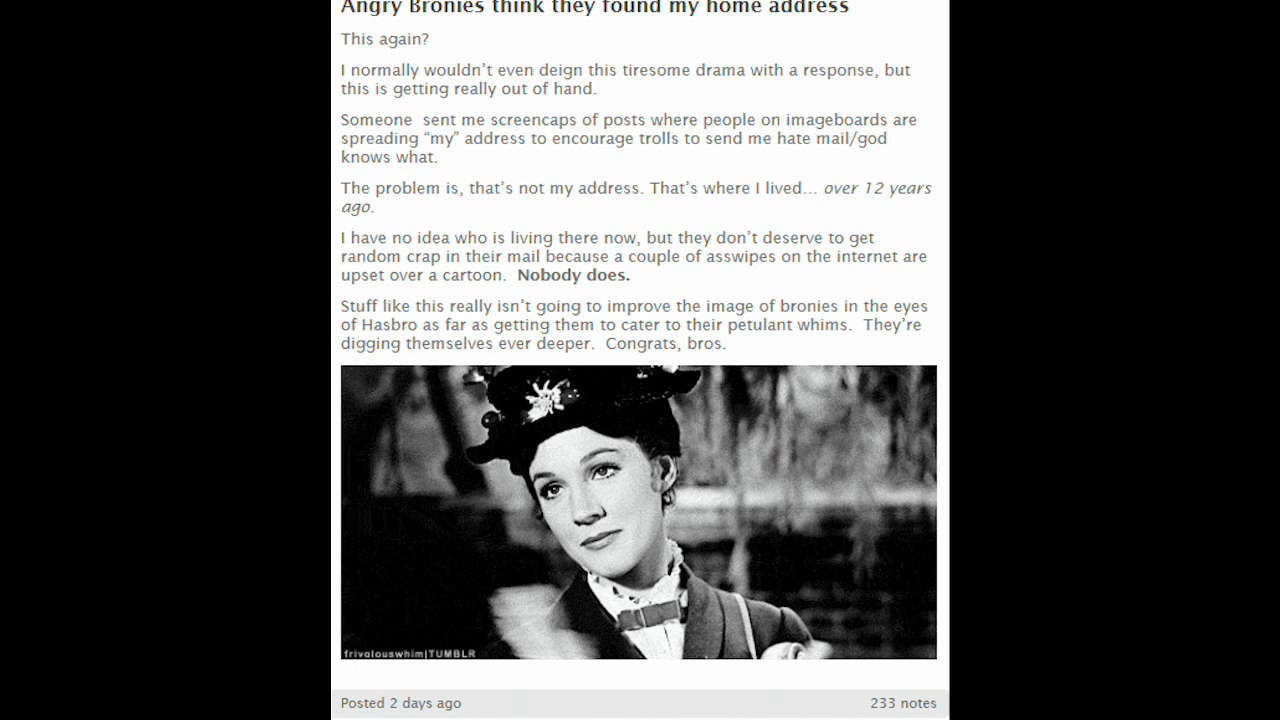 Angry Bronies think they found my home address
This again?
I normally wouldn’t even deign this tiresome drama with a response, but
this is getting really out of hand.
Someone  sent me screencaps of posts where people on imageboards are
spreading “my” address to encourage trolls to send me hate mail/god
knows what.
The problem is, that’s not my address. That’s where I lived… over 12 years
ago.
I have no idea who is living there now, but they don’t deserve to get
random crap in their mail because a couple of asswipes on the internet are
upset over a cartoon.  Nobody does.
Stuff like this really isn’t going to improve the image of bronies in the eyes
of Hasbro as far as getting them to cater to their petulant whims.  They’re
digging themselves ever deeper.  Congrats, bros.
frivolouswhim|TUMBLR
Posted 2 days ago
233 notes